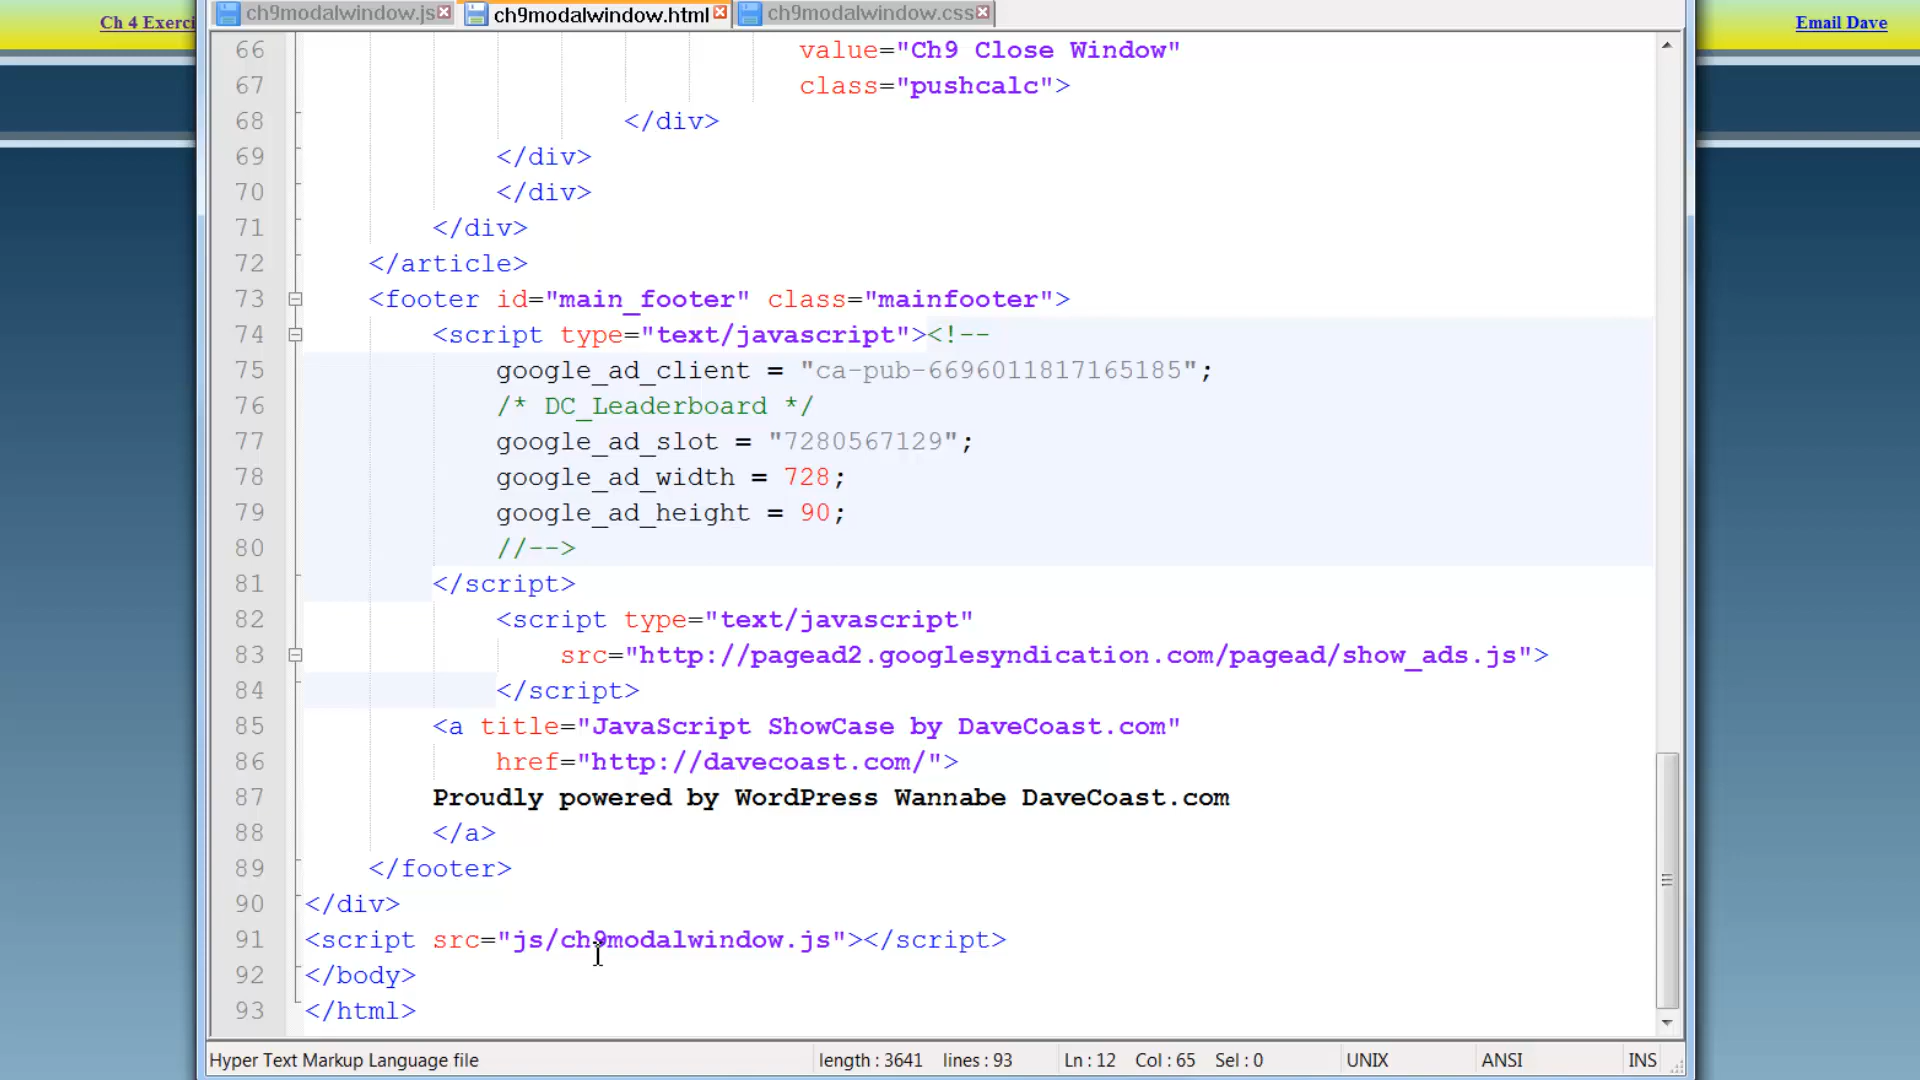 Ch 4 Exerci
ch9modalwindow.js
ch9modalwindow.html
ch9modalwindow.css
Email Dave
66 value="Ch9 Close Window"
67 class="pushcalc">
68 </div>
69 </div>
70 </div>
71 </div>
72 </article>
73 <footer id="main_footer" class="mainfooter">
74 <script type="text/javascript"><!--
75 google_ad_client = "ca-pub-6696011817165185";
76 /* DC_Leaderboard */
77 google_ad_slot = "7280567129";
78 google_ad_width = 728;
79 google_ad_height = 90;
80 //-->
81 </script>
82 <script type="text/javascript"
83 src="http://pagead2.googlesyndication.com/pagead/show_ads.js">
84 </script>
85 <a title="JavaScript ShowCase by DaveCoast.com"
86 href="http://davecoast.com/">
87 Proudly powered by WordPress Wannabe DaveCoast.com
88 </a>
89 </footer>
90 </div>
91 <script src="js/ch9modalwindow.js"></script>
92 </body>
93 </html>
Hyper Text Markup Language file length : 3641 lines : 93 Ln : 12 Col : 65 Sel : 0 UNIX ANSI INS